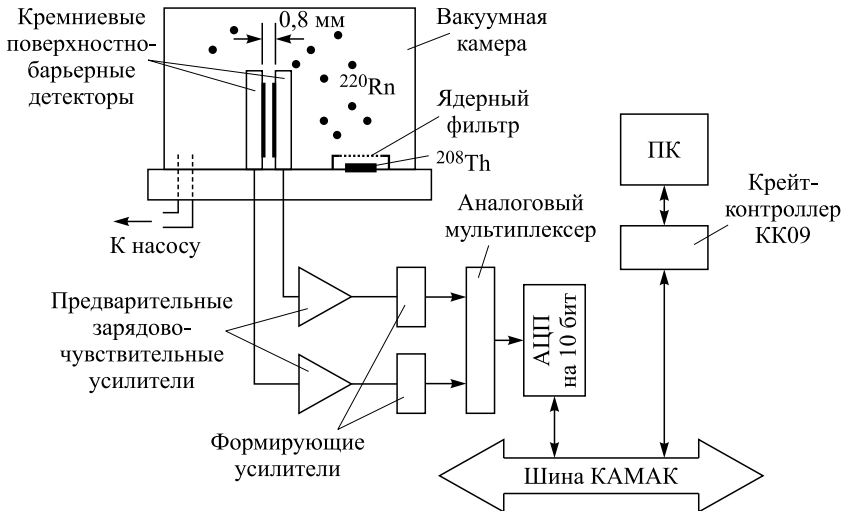 Кремниевые
поверхностно-
барьерные
детекторы
0,8 мм
Вакуумная
камера
²²⁰Rn
Ядерный
фильтр
²⁰⁸Th
К насосу
Аналоговый
мультиплексер
ПК
Крейт-
контроллер
КК09
Предварительные
зарядово-
чувствительные
усилители
АЦП
на 10 бит
Формирующие
усилители
Шина КАМАК